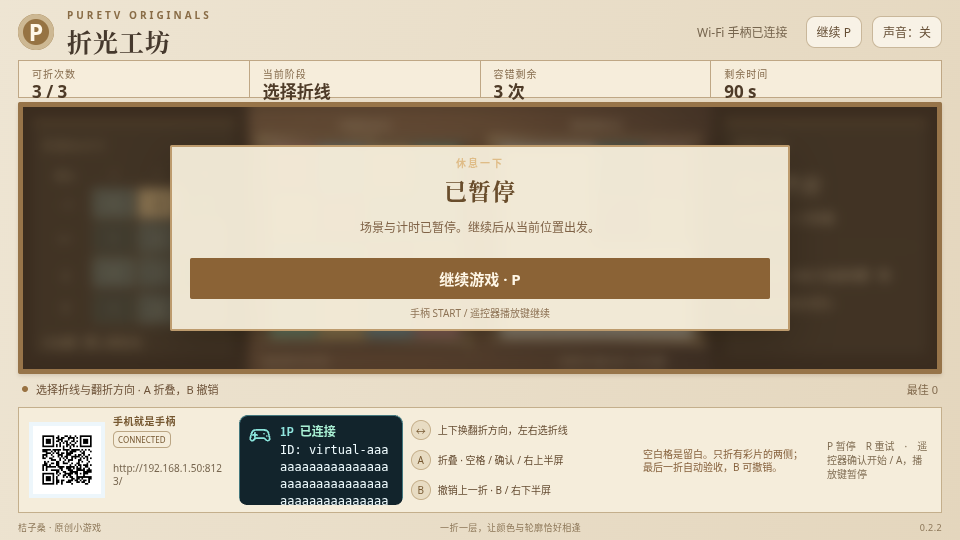 PURETV ORIGINALS
P
折光工坊
Wi-Fi 手柄已连接
继续 P
声音：关
可折次数
3 / 3
当前阶段
选择折线
容错剩余
3 次
剩余时间
90 s
休息一下
已暂停
场景与计时已暂停。继续后从当前位置出发。
继续游戏 · P
手柄 START / 遥控器播放键继续
选择折线与翻折方向 · A 折叠，B 撤销
最佳 0
手机就是手柄
CONNECTED
http://192.168.1.50:812
3/
1P 已连接
ID: virtual-aaa
aaaaaaaaaaaaaaa
aaaaaaaaaaaaaaa
aaaaaaaaaaaaaaa
↔ 上下换翻折方向，左右选折线
A 折叠 · 空格 / 确认 / 右上半屏
B 撤销上一折 · B / 右下半屏
空白格是留白。只折有彩片的两侧；
最后一折自动验收，B 可撤销。
P 暂停 R 重试 · 遥
控器确认开始 / A，播
放键暂停
桔子桑 · 原创小游戏
一折一层，让颜色与轮廓恰好相逢
0.2.2